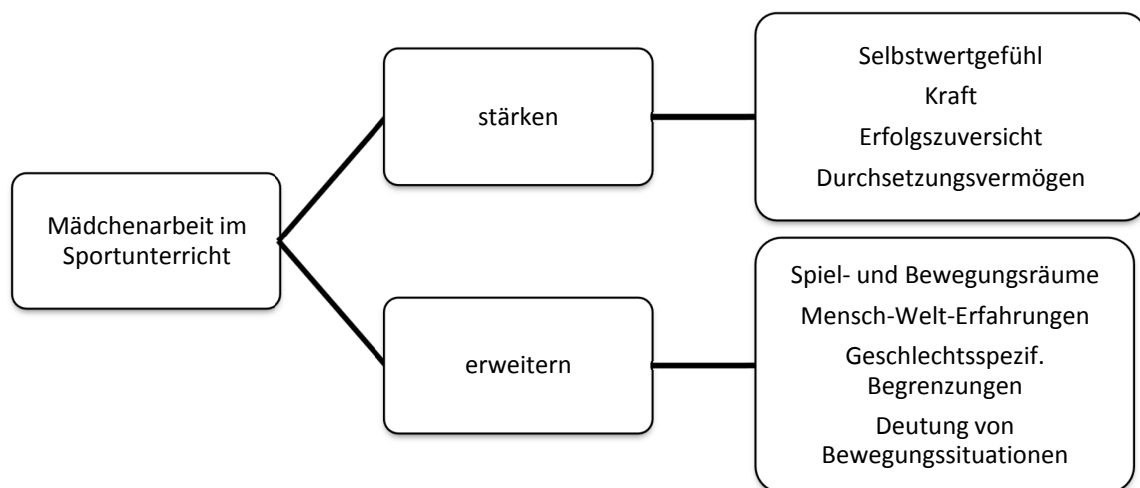 Mädchenarbeit im
Sportunterricht
stärken
Selbstwertgefühl
Kraft
Erfolgszuversicht
Durchsetzungsvermögen
erweitern
Spiel- und Bewegungsräume
Mensch-Welt-Erfahrungen
Geschlechtsspezif.
Begrenzungen
Deutung von
Bewegungssituationen